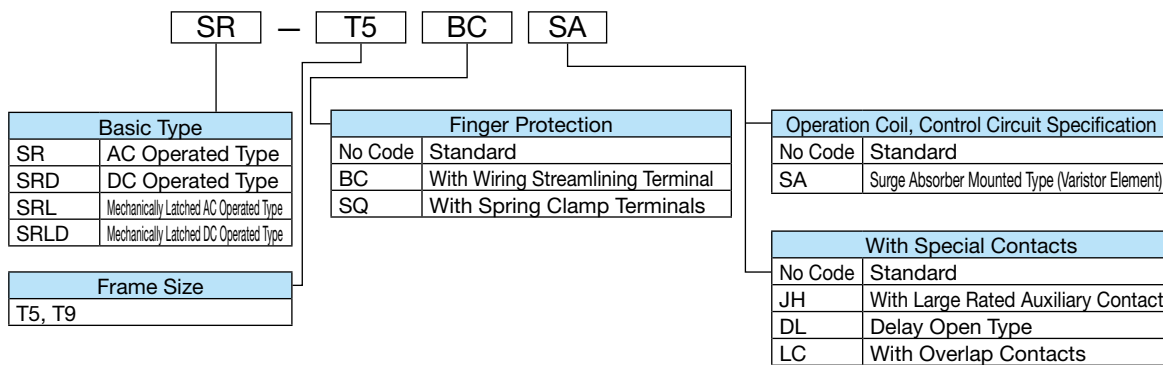 SR — T5 BC SA
Basic Type
SR AC Operated Type
SRD DC Operated Type
SRL Mechanically Latched AC Operated Type
SRLD Mechanically Latched DC Operated Type
Frame Size
T5, T9
Finger Protection
No Code Standard
BC With Wiring Streamlining Terminal
SQ With Spring Clamp Terminals
Operation Coil, Control Circuit Specification
No Code Standard
SA Surge Absorber Mounted Type (Varistor Element)
With Special Contacts
No Code Standard
JH With Large Rated Auxiliary Contact
DL Delay Open Type
LC With Overlap Contacts